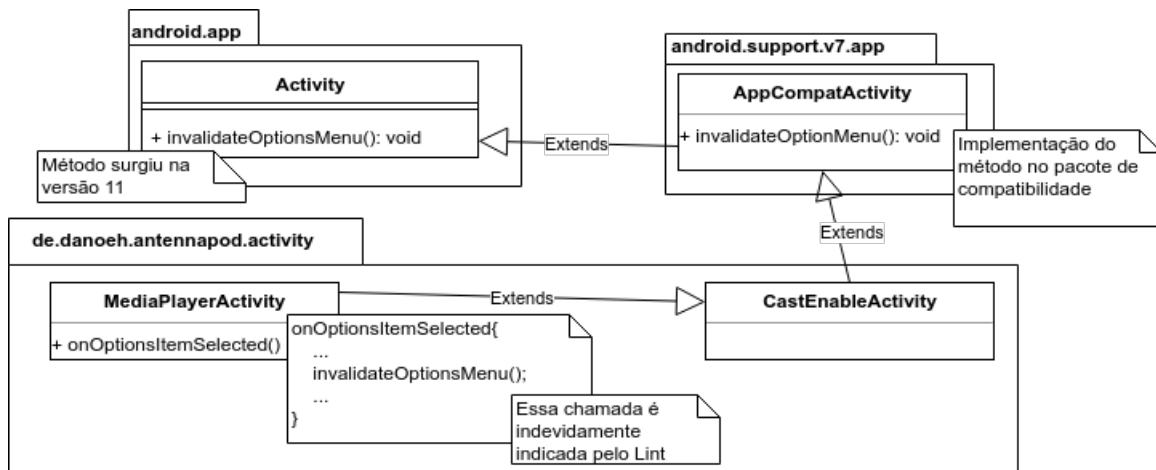 android.app
Activity
+ invalidateOptionsMenu(): void
Método surgiu na
versão 11
Extends
android.support.v7.app
AppCompatActivity
+ invalidateOptionMenu(): void
Implementação do
método no pacote de
compatibilidade
Extends
de.danoeh.antennapod.activity
MediaPlayerActivity
+ onOptionsItemSelected()
Extends
CastEnableActivity
onOptionsItemSelected{
...
invalidateOptionsMenu();
...
}
Essa chamada é
indevidamente
indicada pelo Lint